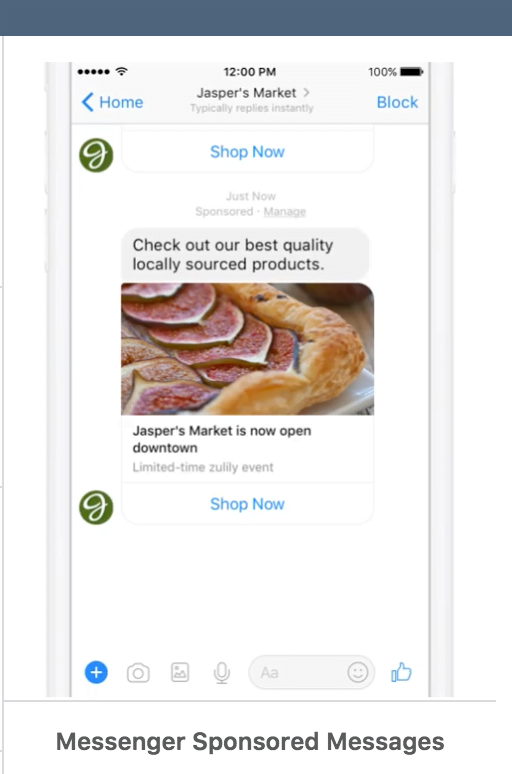 12:00 PM
100%
Home
Jasper's Market
Block
Typically replies instantly
Shop Now
Just Now
Sponsored · Manage
Check out our best quality
locally sourced products.
Jasper's Market is now open
downtown
Limited-time zulily event
Shop Now
Aa
Messenger Sponsored Messages